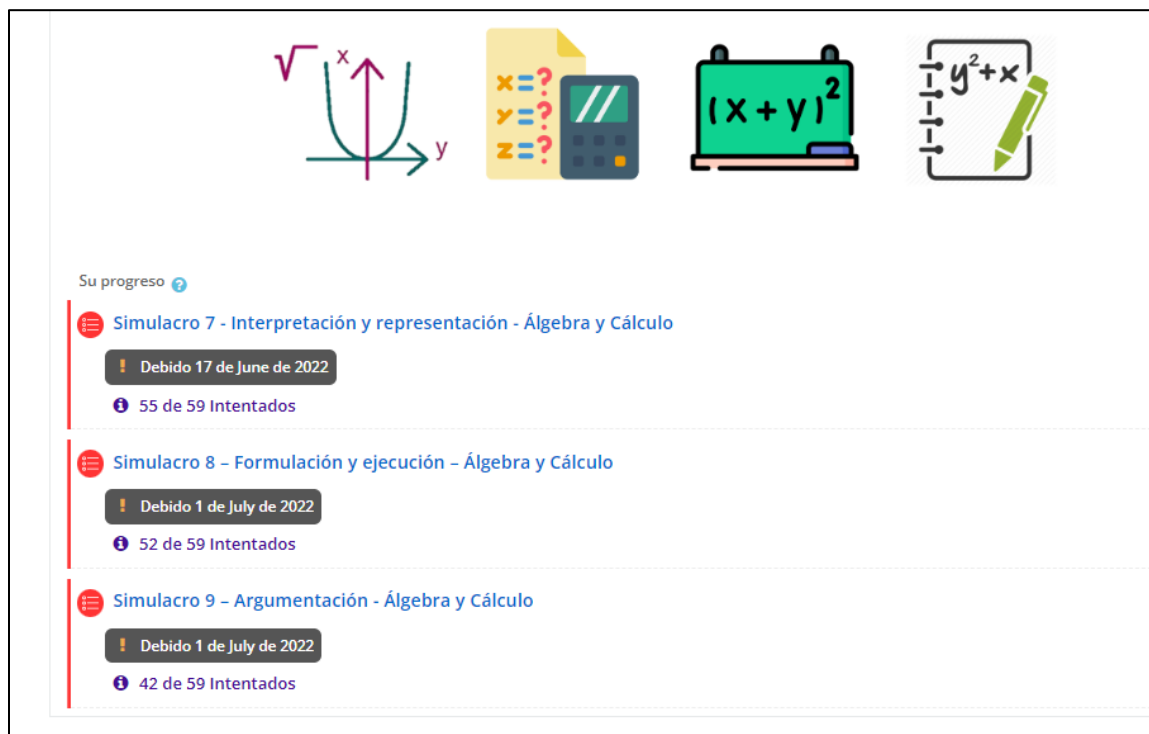 √ x
y
x=?
y=?
z=?
(x + y)²
y²+x
Su progreso ?
Simulacro 7 - Interpretación y representación - Álgebra y Cálculo
! Debido 17 de June de 2022
i 55 de 59 Intentados
Simulacro 8 – Formulación y ejecución – Álgebra y Cálculo
! Debido 1 de July de 2022
i 52 de 59 Intentados
Simulacro 9 – Argumentación - Álgebra y Cálculo
! Debido 1 de July de 2022
i 42 de 59 Intentados